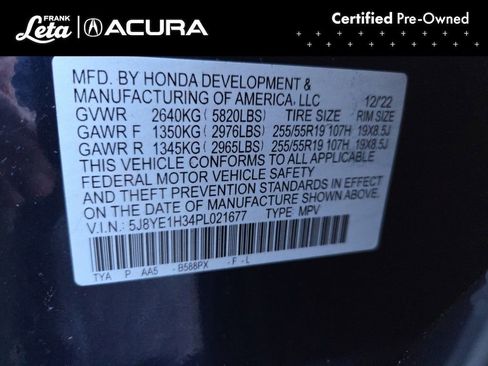 FRANK Leta ACURA Certified Pre-Owned
MFD. BY HONDA DEVELOPMENT &
MANUFACTURING OF AMERICA, LLC 12/'22
GVWR 2640KG (5820LBS) TIRE SIZE RIM SIZE
GAWR F 1350KG (2976LBS) 255/55R19 107H 19X8.5J
GAWR R 1345KG (2965LBS) 255/55R19 107H 19X8.5J
THIS VEHICLE CONFORMS TO ALL APPLICABLE
FEDERAL MOTOR VEHICLE SAFETY
STANDARDS IN EFFECT
ON THE DATE OF MANUFACTURE SHOWN ABOVE.
V.I.N.: 5J8YE1H34PL021677 TYPE MPV
TYA P AA5 -B588PX -F-L